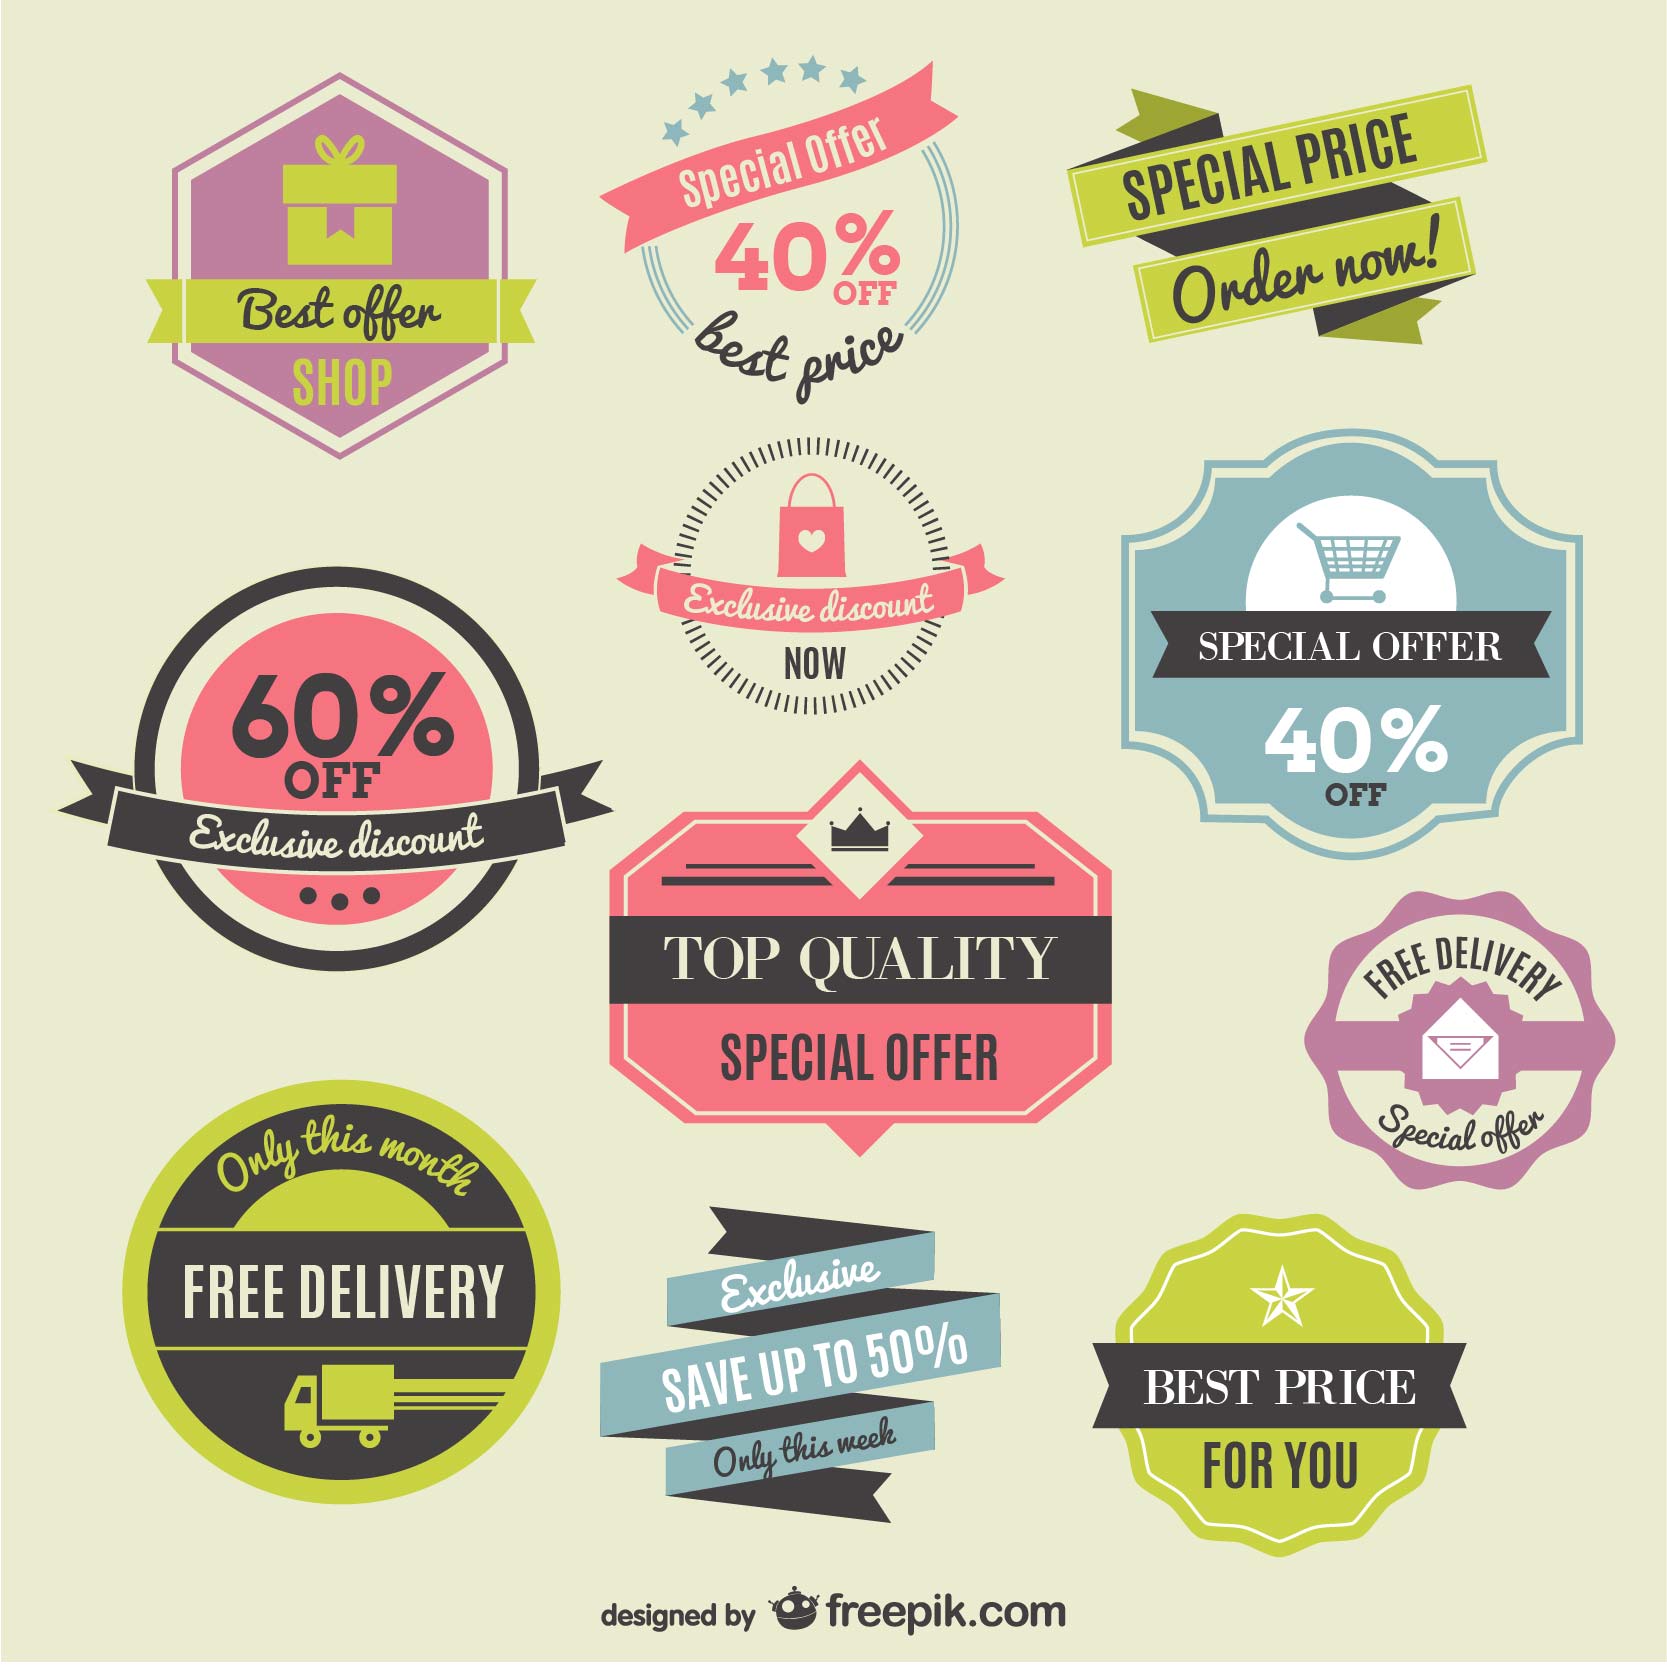 Best offer
SHOP
Special Offer
40%
OFF
best price
SPECIAL PRICE
Order now!
Exclusive discount
NOW
SPECIAL OFFER
40%
OFF
60%
OFF
Exclusive discount
TOP QUALITY
SPECIAL OFFER
FREE DELIVERY
Special offer
Only this month
FREE DELIVERY
Exclusive
SAVE UP TO 50%
Only this week
BEST PRICE
FOR YOU
designed by freepik.com